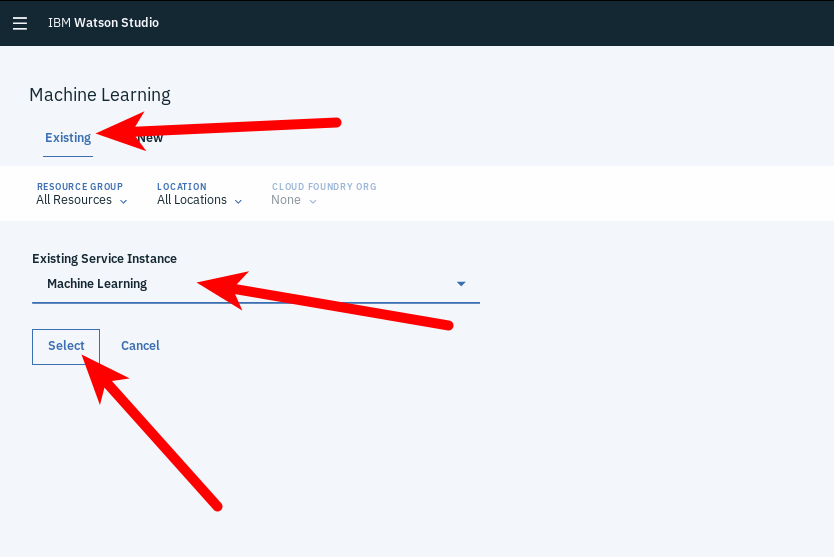 IBM Watson Studio
Machine Learning
Existing New
RESOURCE GROUP LOCATION CLOUD FOUNDRY ORG
All Resources All Locations None
Existing Service Instance
Machine Learning
Select Cancel